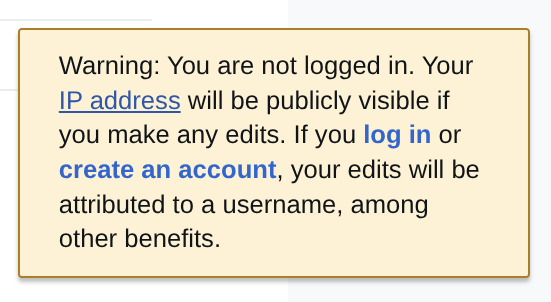 Warning: You are not logged in. Your
IP address will be publicly visible if
you make any edits. If you log in or
create an account, your edits will be
attributed to a username, among
other benefits.